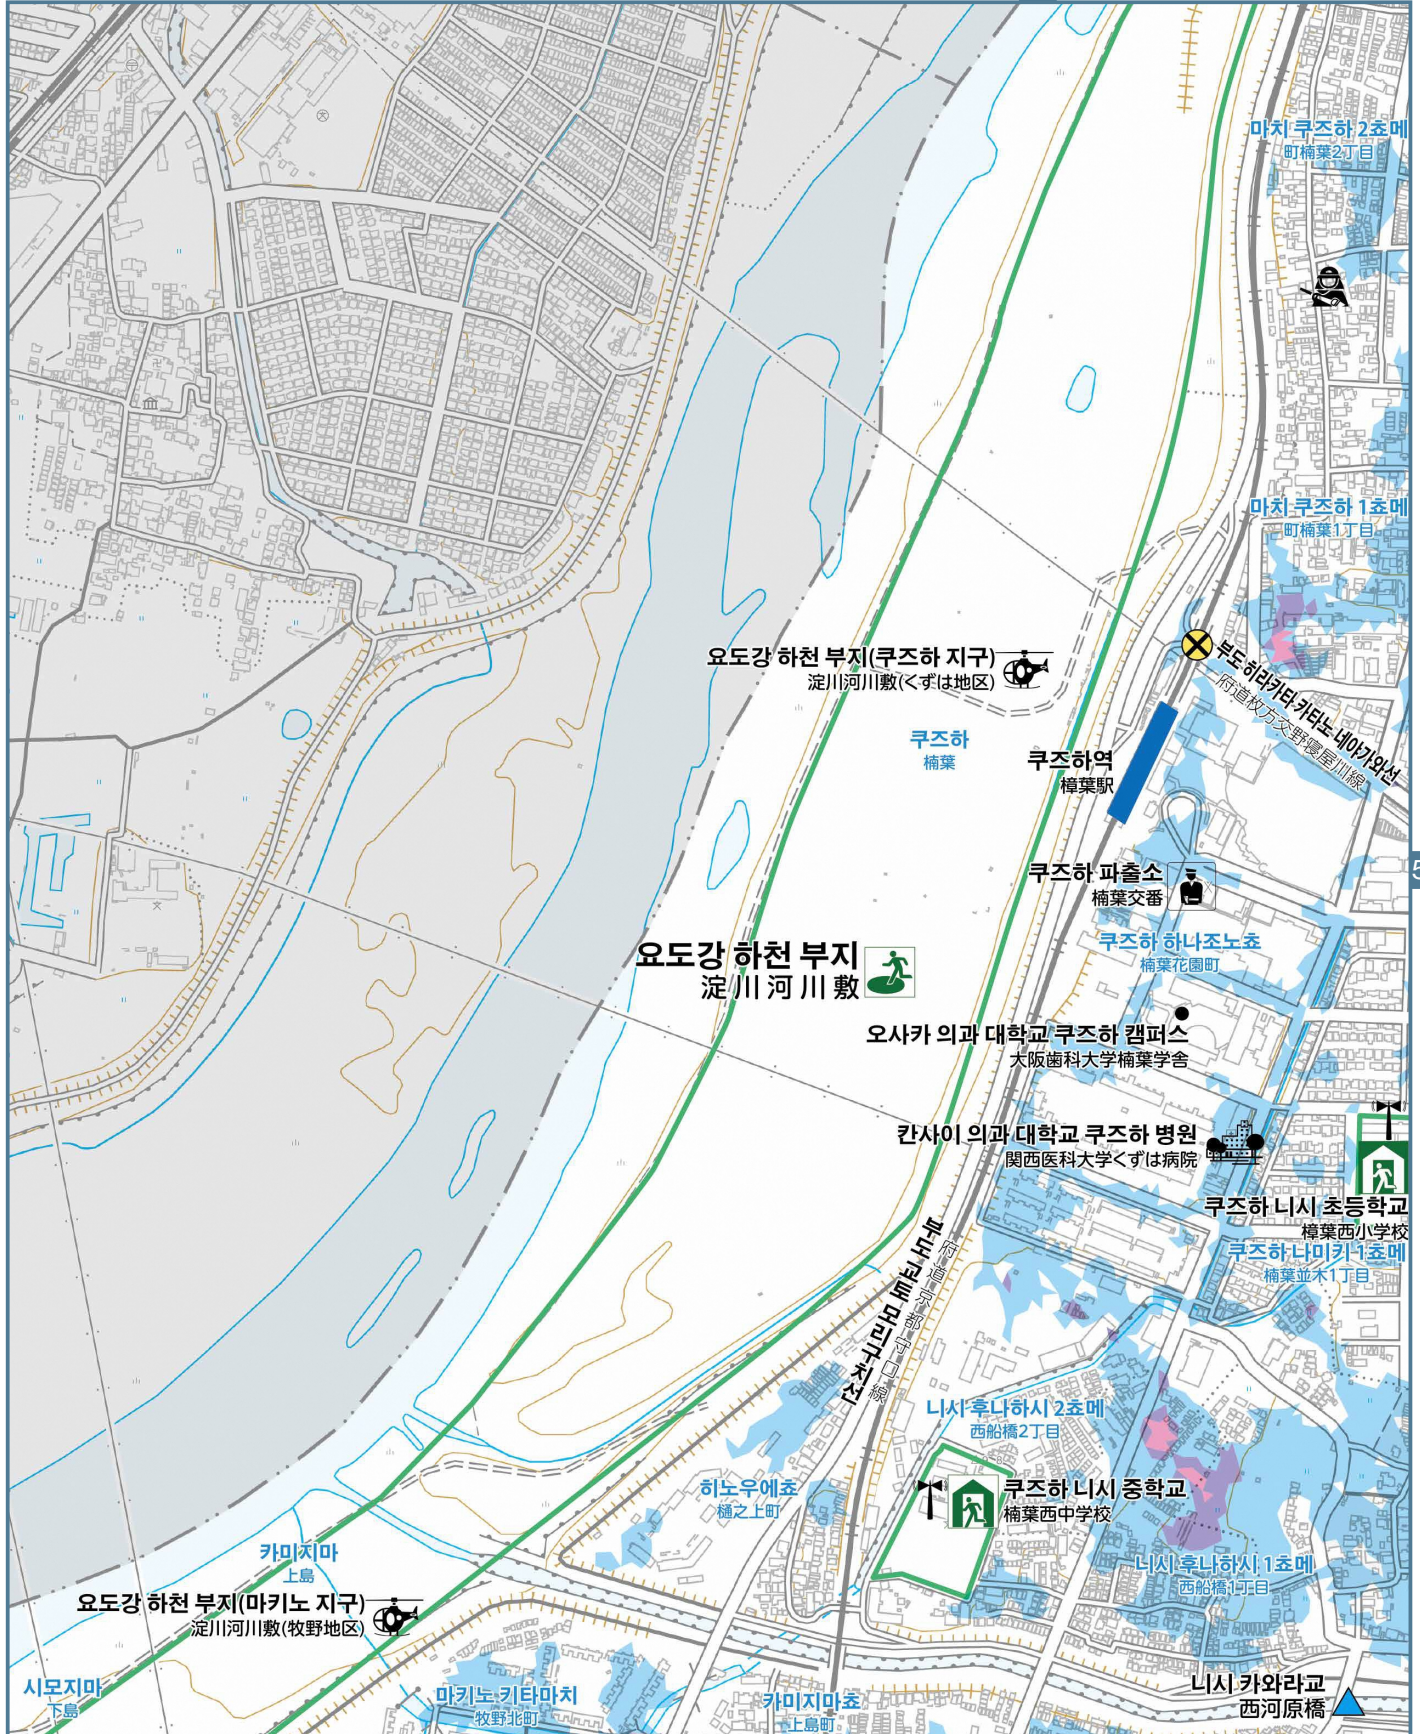 마치 쿠즈하 2쵸메
町楠葉2丁目
마치 쿠즈하 1쵸메
町楠葉1丁目
요도강 하천 부지(쿠즈하 지구)
淀川河川敷(くずは地区)
부도 히라카타 카타노 네야가와선
府道枚方交野寝屋川線
쿠즈하
楠葉
쿠즈하역
樟葉駅
5
쿠즈하 파출소
楠葉交番
쿠즈하 하나조노쵸
楠葉花園町
요도강 하천 부지
淀川河川敷
오사카 의과 대학교 쿠즈하 캠퍼스
大阪歯科大学楠葉学舎
칸사이 의과 대학교 쿠즈하 병원
関西医科大学くずは病院
쿠즈하 니시 초등학교
樟葉西小学校
쿠즈하 나미키 1쵸메
楠葉並木1丁目
부도 교토 모리구치선
府道京都守口線
니시 후나하시 2쵸메
西船橋2丁目
히노우에쵸
樋之上町
쿠즈하 니시 중학교
楠葉西中学校
카미지마
上島
니시 후나하시 1쵸메
西船橋1丁目
요도강 하천 부지(마키노 지구)
淀川河川敷(牧野地区)
시모지마
下島
마키노 키타마치
牧野北町
카미지마쵸
上島町
니시 카와라교
西河原橋